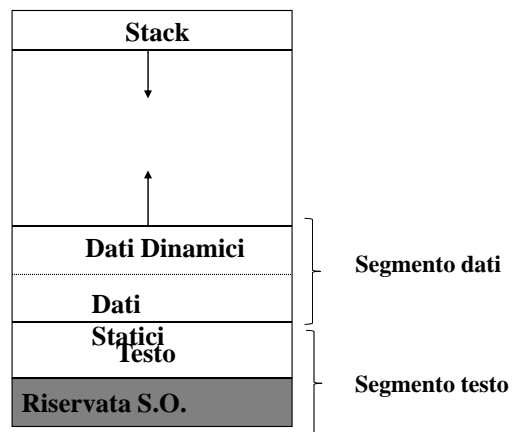 Stack
Dati Dinamici
Segmento dati
Dati
Statici
Testo
Segmento testo
Riservata S.O.